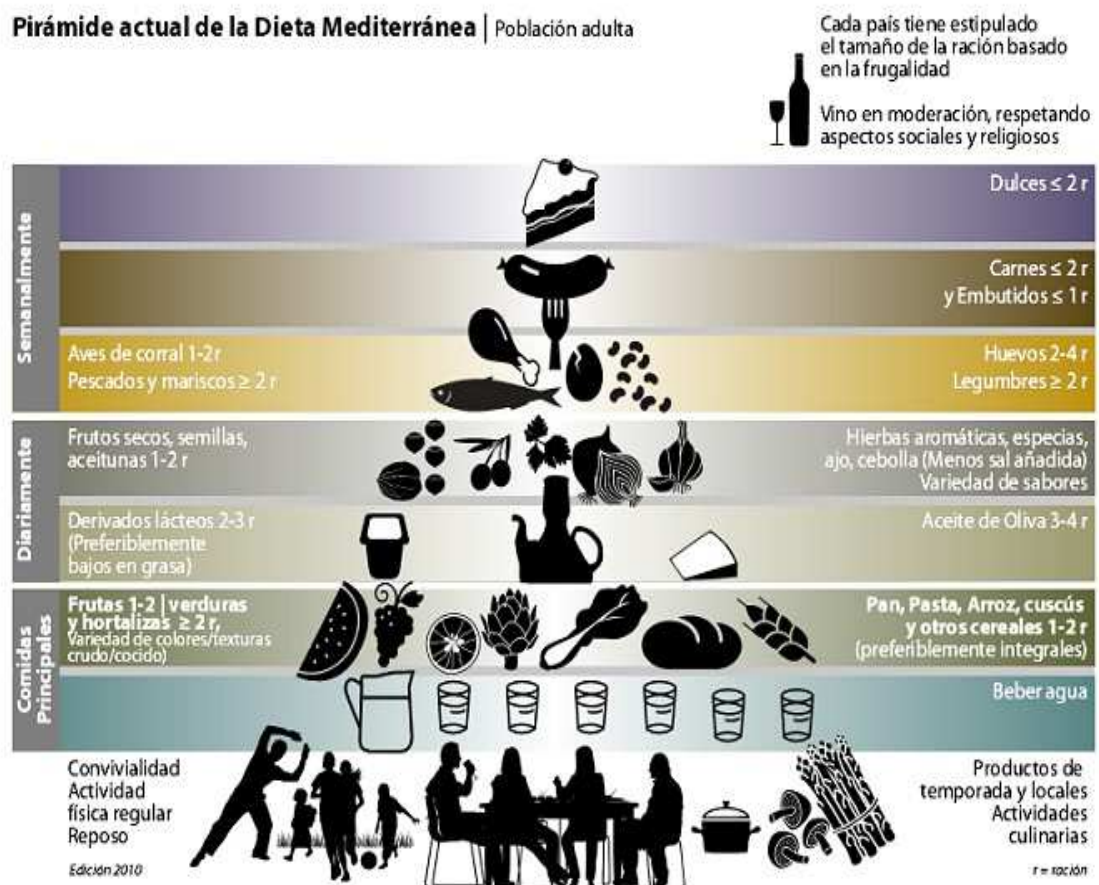 Pirámide actual de la Dieta Mediterránea | Población adulta
Cada país tiene estipulado
el tamaño de la ración basado
en la frugalidad
Vino en moderación, respetando
aspectos sociales y religiosos
Semanalmente
Dulces ≤ 2 r
Carnes ≤ 2 r
y Embutidos ≤ 1 r
Aves de corral 1-2 r
Pescados y mariscos ≥ 2 r
Huevos 2-4 r
Legumbres ≥ 2 r
Diariamente
Frutos secos, semillas,
aceitunas 1-2 r
Hierbas aromáticas, especias,
ajo, cebolla (Menos sal añadida)
Variedad de sabores
Derivados lácteos 2-3 r
(Preferiblemente
bajos en grasa)
Aceite de Oliva 3-4 r
Comidas
Principales
Frutas 1-2 | verduras
y hortalizas ≥ 2 r,
Variedad de colores/texturas
crudo/cocido)
Pan, Pasta, Arroz, cuscús
y otros cereales 1-2 r
(preferiblemente integrales)
Beber agua
Convivialidad
Actividad
física regular
Reposo
Edición 2010
Productos de
temporada y locales
Actividades
culinarias
r = ración